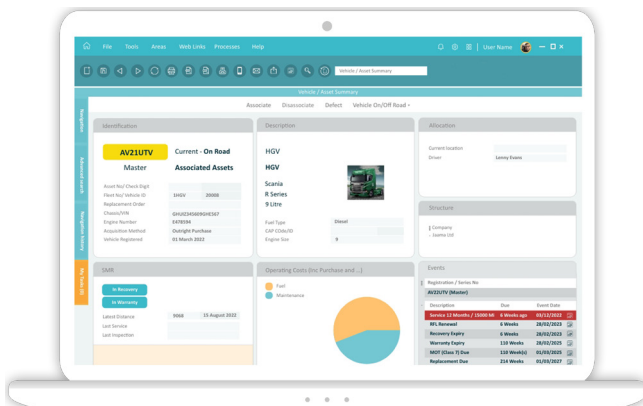 File Tools Areas Web Links Processes Help User Name
Vehicle / Asset Summary
Vehicle / Asset Summary
Associate Disassociate Defect Vehicle On/Off Road
Navigation
Advanced search
Navigation history
Identification
AV21UTV Current - On Road
Master Associated Assets
Asset No/ Check Digit
Fleet No/ Vehicle ID 1HGV 30006
Replacement Order
Chassis/VIN
Engine Number
Acquisition Method Outright Purchase
Vehicle Registered 01 March 2022
Description
HGV
HGV
Scania
R Series
9 Litre
Fuel Type Diesel
CAP COde/ID
Engine Size 9
Allocation
Current location
Driver Lenny Evans
Structure
Company
SMR
In Recovery
In Warranty
Latest Distance 9088 15 August 2022
Last Service
Last Inspection
Operating Costs (Inc Purchase and ...)
Fuel
Maintenance
Events
Registration / Series No
AV22UTV (Master)
Description Due Event Date
Service 12 Months / 15000 MI 6 Weeks ago 03/12/2022
RFL Renewal 6 Weeks 28/02/2023
Recovery Expiry 6 Weeks 28/02/2023
Warranty Expiry 110 Weeks 28/02/2025
MOT (Class 7) Due 110 Week(s) 01/03/2025
Replacement Due 214 Weeks 01/03/2027